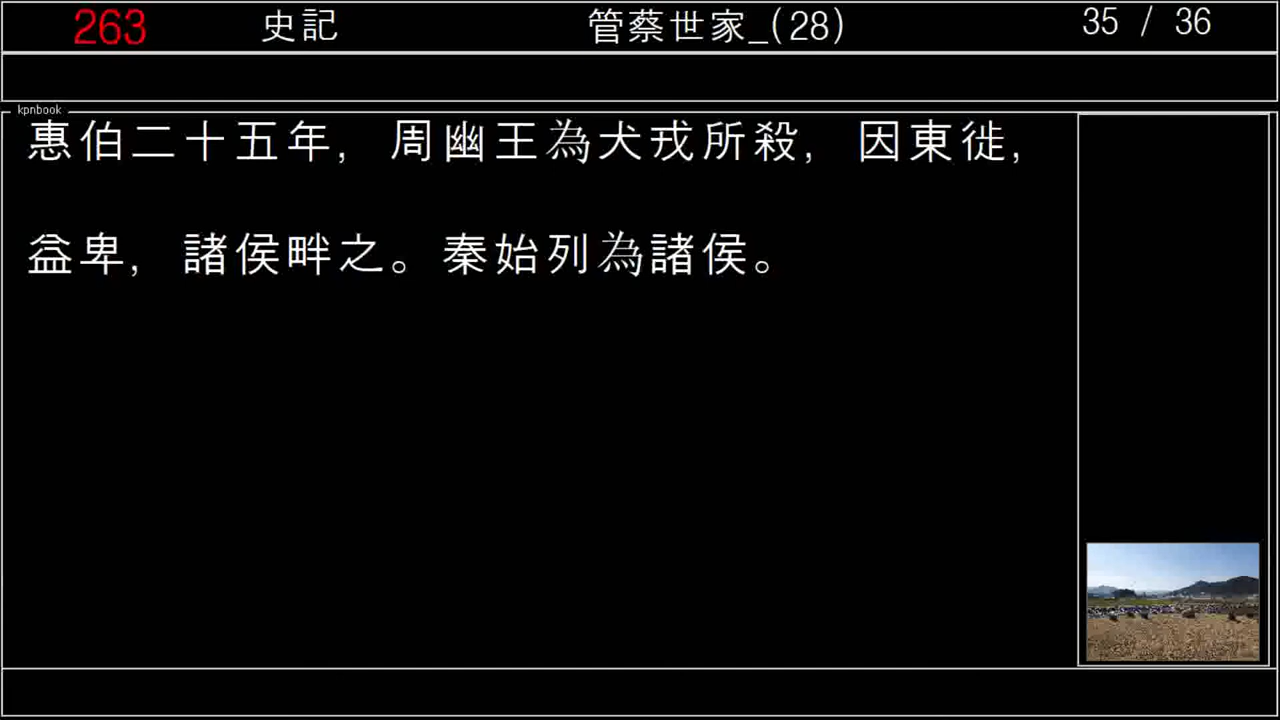 263 史記 管蔡世家_(28) 35 / 36
kpnbook
惠伯二十五年, 周幽王為犬戎所殺, 因東徙,
益卑, 諸侯畔之。秦始列為諸侯。